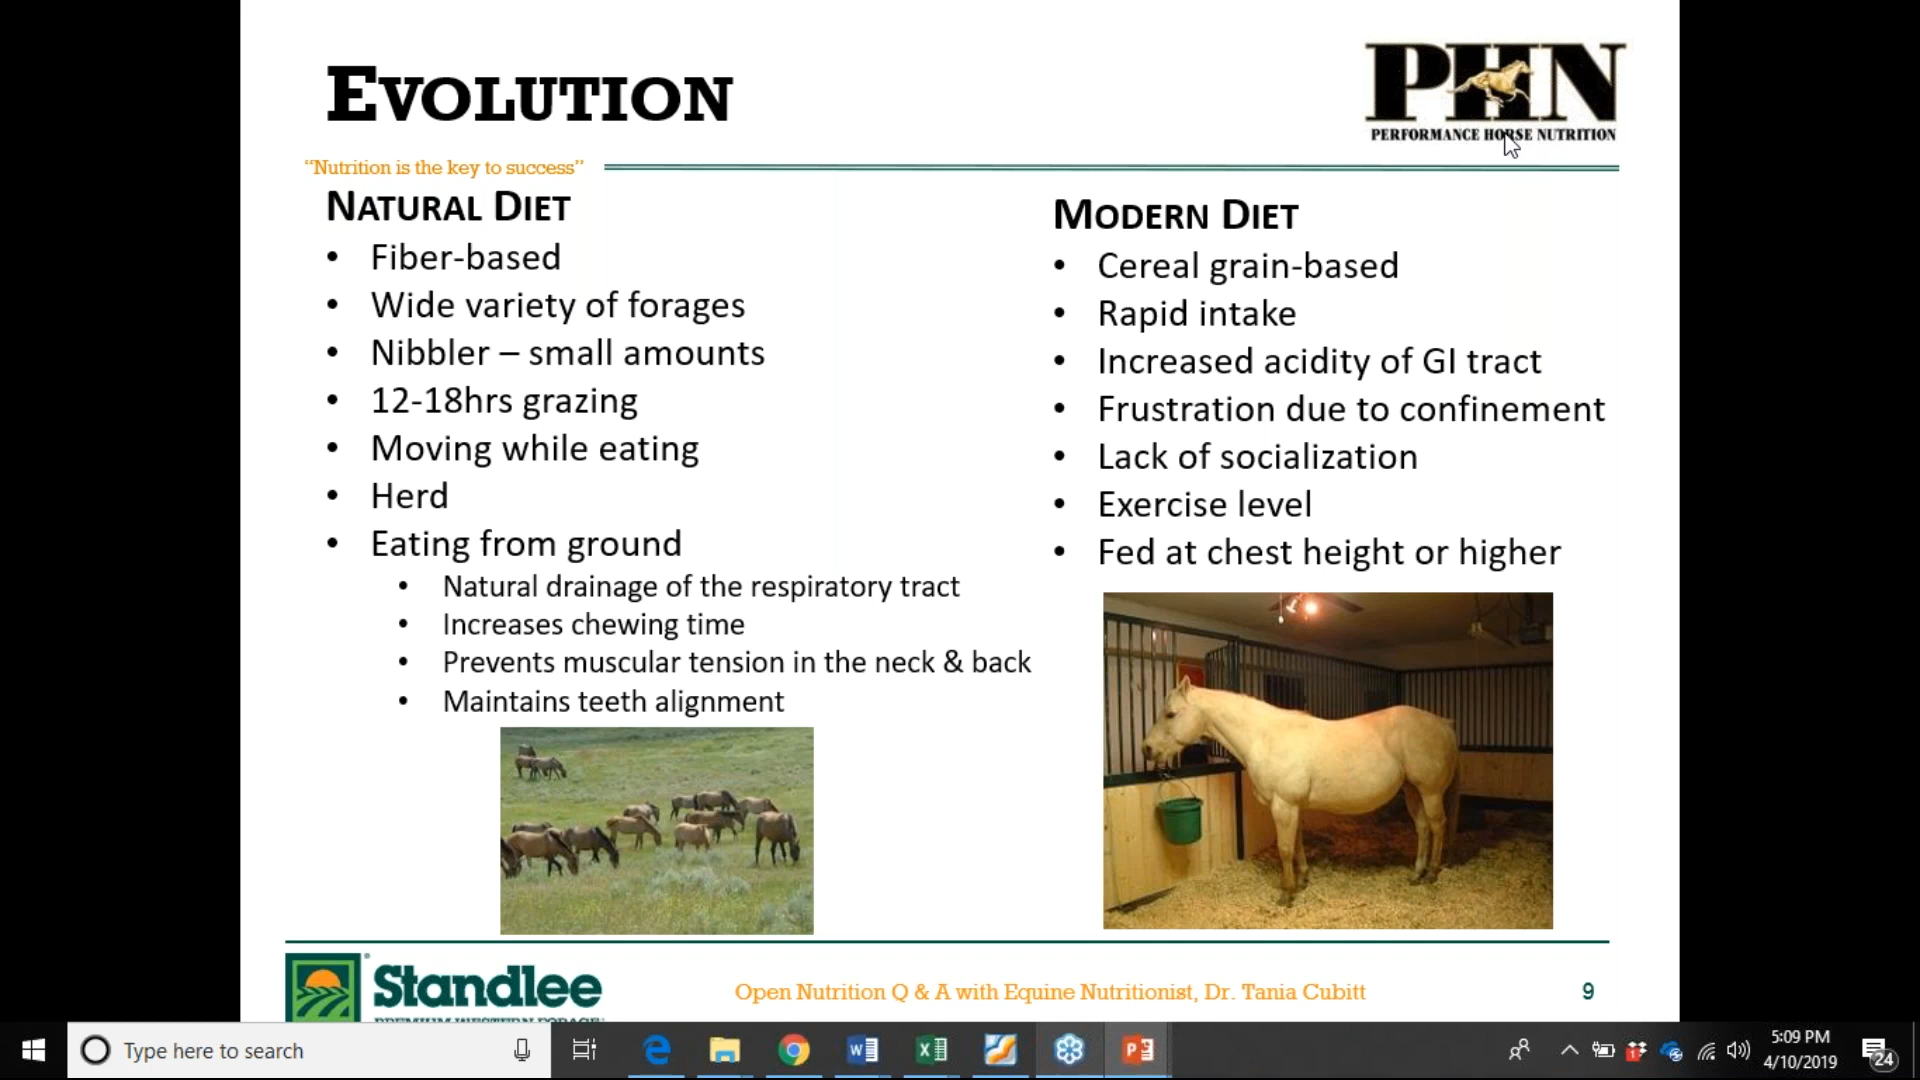 EVOLUTION
PHN
PERFORMANCE HORSE NUTRITION
“Nutrition is the key to success”
NATURAL DIET
• Fiber-based
• Wide variety of forages
• Nibbler – small amounts
• 12-18hrs grazing
• Moving while eating
• Herd
• Eating from ground
• Natural drainage of the respiratory tract
• Increases chewing time
• Prevents muscular tension in the neck & back
• Maintains teeth alignment
MODERN DIET
• Cereal grain-based
• Rapid intake
• Increased acidity of GI tract
• Frustration due to confinement
• Lack of socialization
• Exercise level
• Fed at chest height or higher
Standlee
PREMIUM WESTERN FORAGE
Open Nutrition Q & A with Equine Nutritionist, Dr. Tania Cubitt
9
Type here to search
5:09 PM
4/10/2019
24